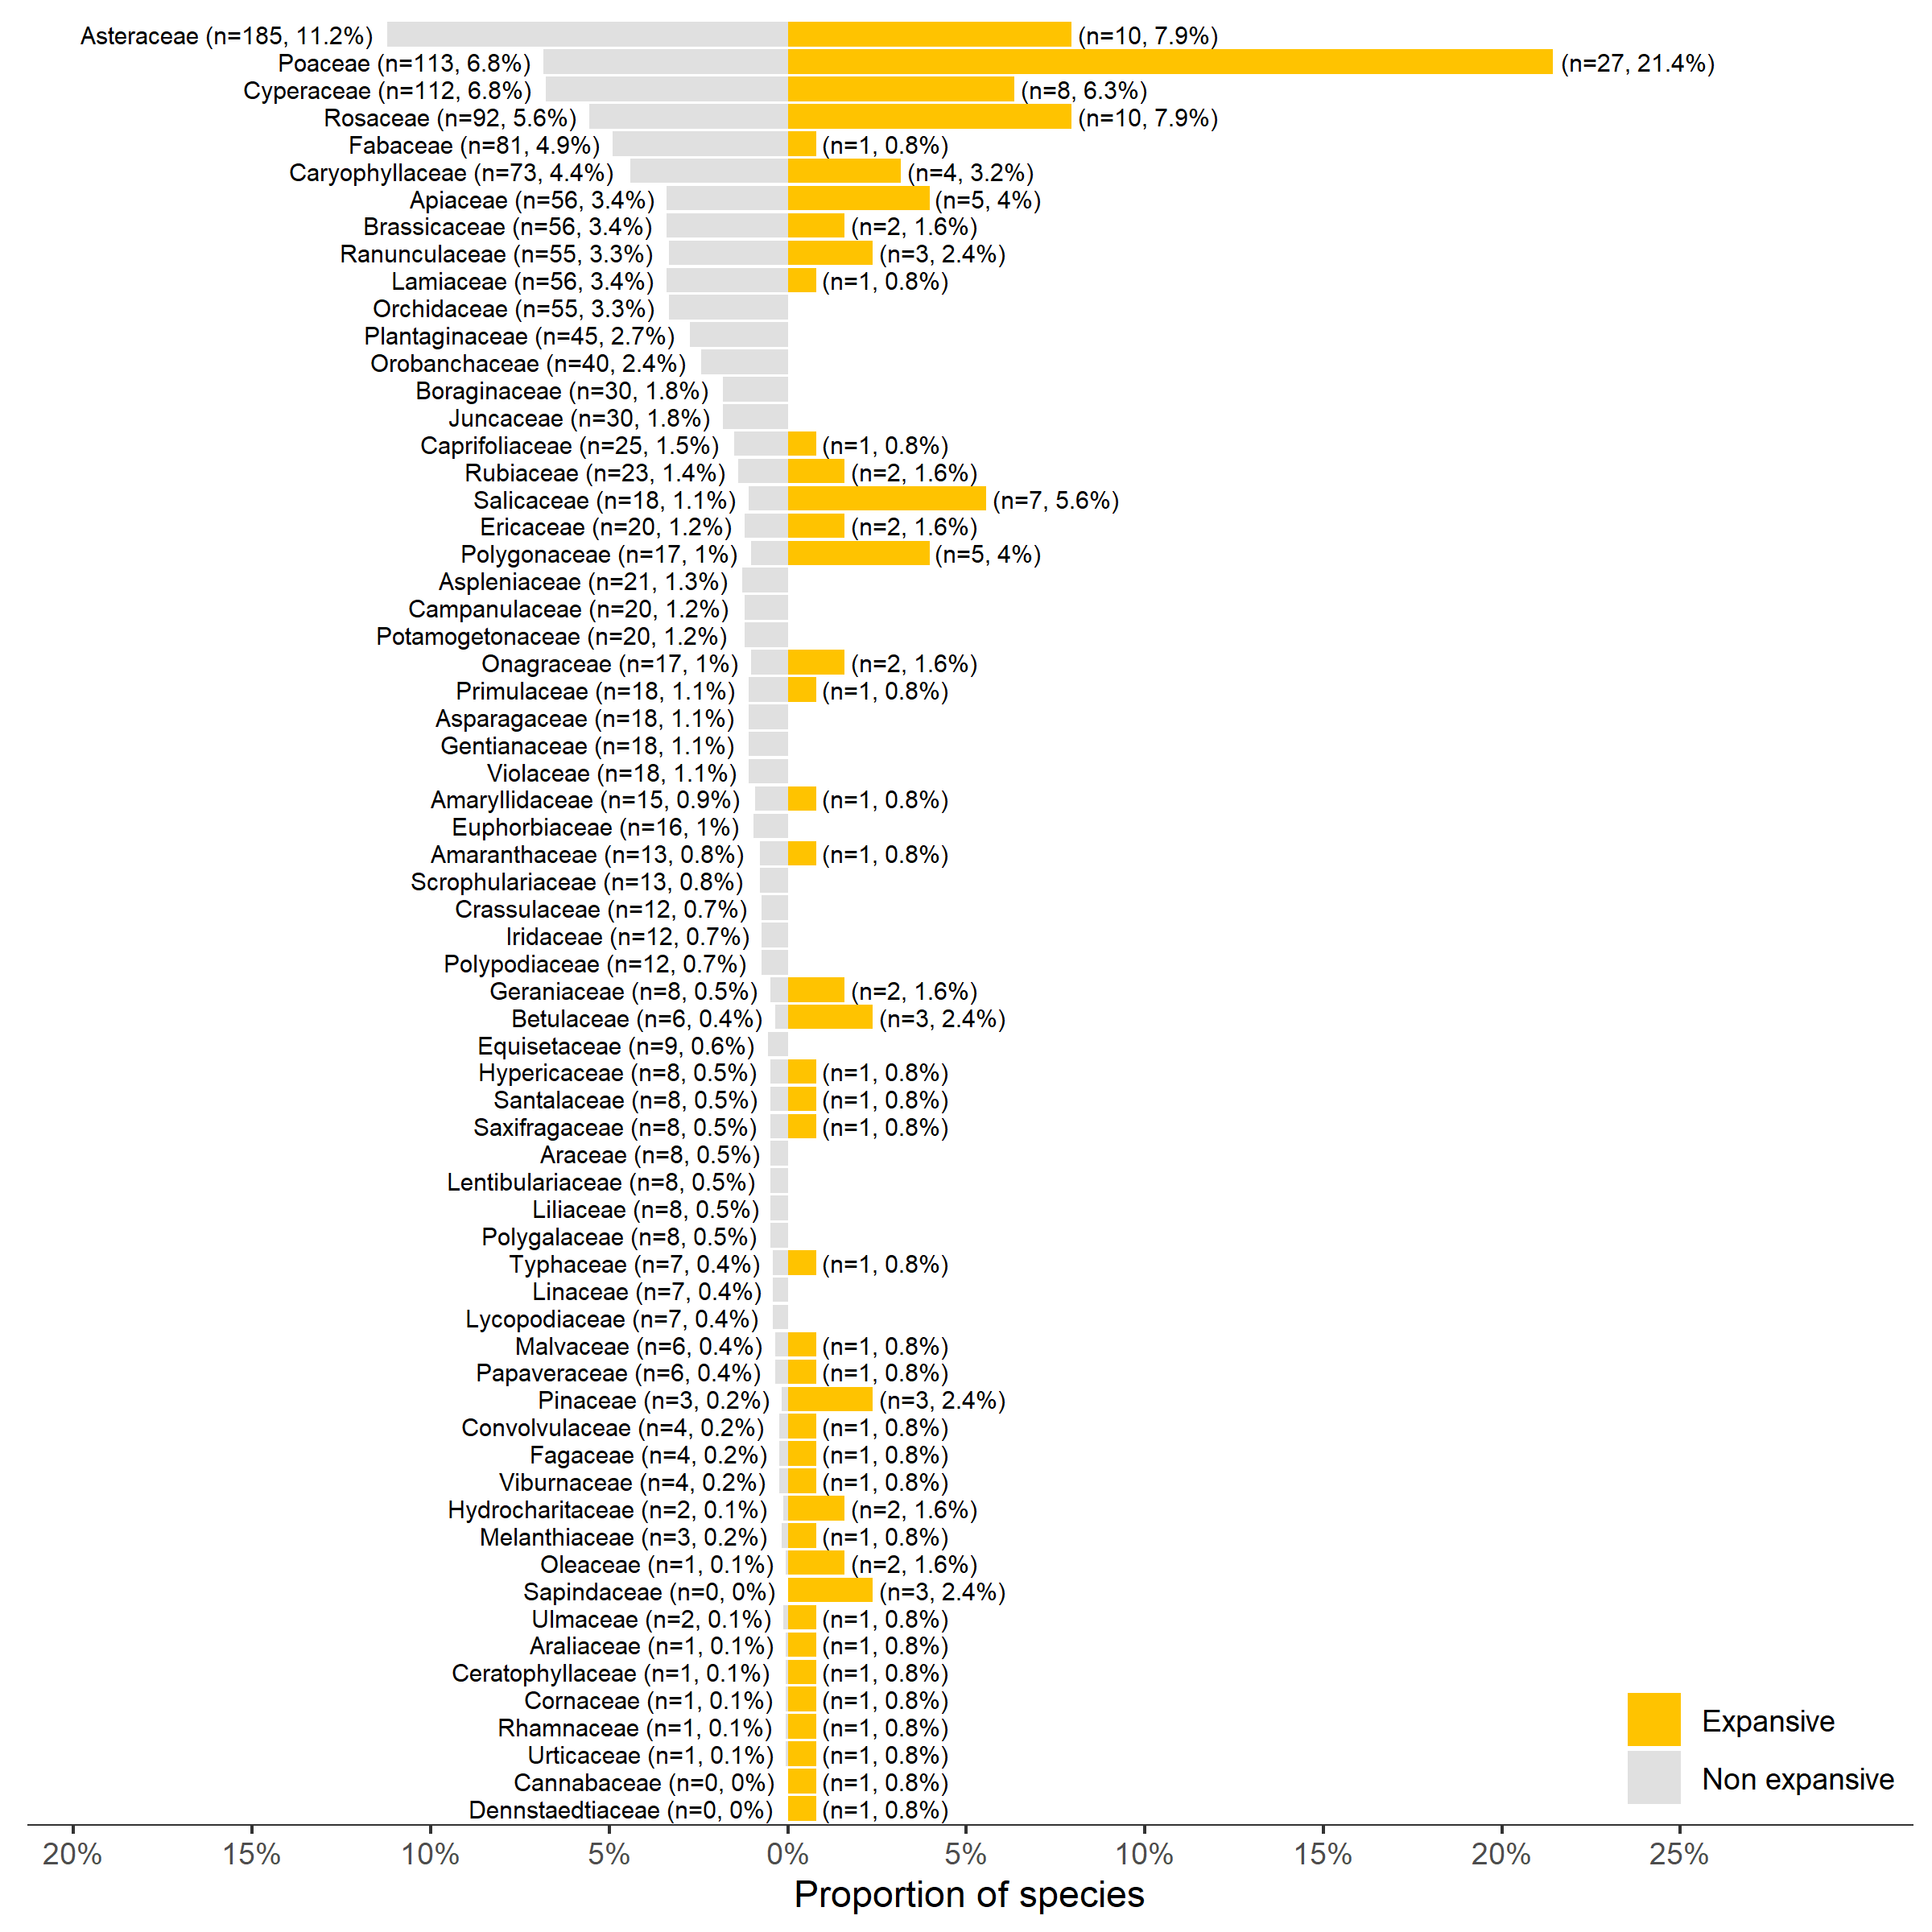 Asteraceae (n=185, 11.2%) (n=10, 7.9%)
Poaceae (n=113, 6.8%) (n=27, 21.4%)
Cyperaceae (n=112, 6.8%) (n=8, 6.3%)
Rosaceae (n=92, 5.6%) (n=10, 7.9%)
Fabaceae (n=81, 4.9%) (n=1, 0.8%)
Caryophyllaceae (n=73, 4.4%) (n=4, 3.2%)
Apiaceae (n=56, 3.4%) (n=5, 4%)
Brassicaceae (n=56, 3.4%) (n=2, 1.6%)
Ranunculaceae (n=55, 3.3%) (n=3, 2.4%)
Lamiaceae (n=56, 3.4%) (n=1, 0.8%)
Orchidaceae (n=55, 3.3%)
Plantaginaceae (n=45, 2.7%)
Orobanchaceae (n=40, 2.4%)
Boraginaceae (n=30, 1.8%)
Juncaceae (n=30, 1.8%)
Caprifoliaceae (n=25, 1.5%) (n=1, 0.8%)
Rubiaceae (n=23, 1.4%) (n=2, 1.6%)
Salicaceae (n=18, 1.1%) (n=7, 5.6%)
Ericaceae (n=20, 1.2%) (n=2, 1.6%)
Polygonaceae (n=17, 1%) (n=5, 4%)
Aspleniaceae (n=21, 1.3%)
Campanulaceae (n=20, 1.2%)
Potamogetonaceae (n=20, 1.2%)
Onagraceae (n=17, 1%) (n=2, 1.6%)
Primulaceae (n=18, 1.1%) (n=1, 0.8%)
Asparagaceae (n=18, 1.1%)
Gentianaceae (n=18, 1.1%)
Violaceae (n=18, 1.1%)
Amaryllidaceae (n=15, 0.9%) (n=1, 0.8%)
Euphorbiaceae (n=16, 1%)
Amaranthaceae (n=13, 0.8%) (n=1, 0.8%)
Scrophulariaceae (n=13, 0.8%)
Crassulaceae (n=12, 0.7%)
Iridaceae (n=12, 0.7%)
Polypodiaceae (n=12, 0.7%)
Geraniaceae (n=8, 0.5%) (n=2, 1.6%)
Betulaceae (n=6, 0.4%) (n=3, 2.4%)
Equisetaceae (n=9, 0.6%)
Hypericaceae (n=8, 0.5%) (n=1, 0.8%)
Santalaceae (n=8, 0.5%) (n=1, 0.8%)
Saxifragaceae (n=8, 0.5%) (n=1, 0.8%)
Araceae (n=8, 0.5%)
Lentibulariaceae (n=8, 0.5%)
Liliaceae (n=8, 0.5%)
Polygalaceae (n=8, 0.5%)
Typhaceae (n=7, 0.4%) (n=1, 0.8%)
Linaceae (n=7, 0.4%)
Lycopodiaceae (n=7, 0.4%)
Malvaceae (n=6, 0.4%) (n=1, 0.8%)
Papaveraceae (n=6, 0.4%) (n=1, 0.8%)
Pinaceae (n=3, 0.2%) (n=3, 2.4%)
Convolvulaceae (n=4, 0.2%) (n=1, 0.8%)
Fagaceae (n=4, 0.2%) (n=1, 0.8%)
Viburnaceae (n=4, 0.2%) (n=1, 0.8%)
Hydrocharitaceae (n=2, 0.1%) (n=2, 1.6%)
Melanthiaceae (n=3, 0.2%) (n=1, 0.8%)
Oleaceae (n=1, 0.1%) (n=2, 1.6%)
Sapindaceae (n=0, 0%) (n=3, 2.4%)
Ulmaceae (n=2, 0.1%) (n=1, 0.8%)
Araliaceae (n=1, 0.1%) (n=1, 0.8%)
Ceratophyllaceae (n=1, 0.1%) (n=1, 0.8%)
Cornaceae (n=1, 0.1%) (n=1, 0.8%)
Rhamnaceae (n=1, 0.1%) (n=1, 0.8%)
Urticaceae (n=1, 0.1%) (n=1, 0.8%)
Cannabaceae (n=0, 0%) (n=1, 0.8%)
Dennstaedtiaceae (n=0, 0%) (n=1, 0.8%)
Expansive
Non expansive
20% 15% 10% 5% 0% 5% 10% 15% 20% 25%
Proportion of species